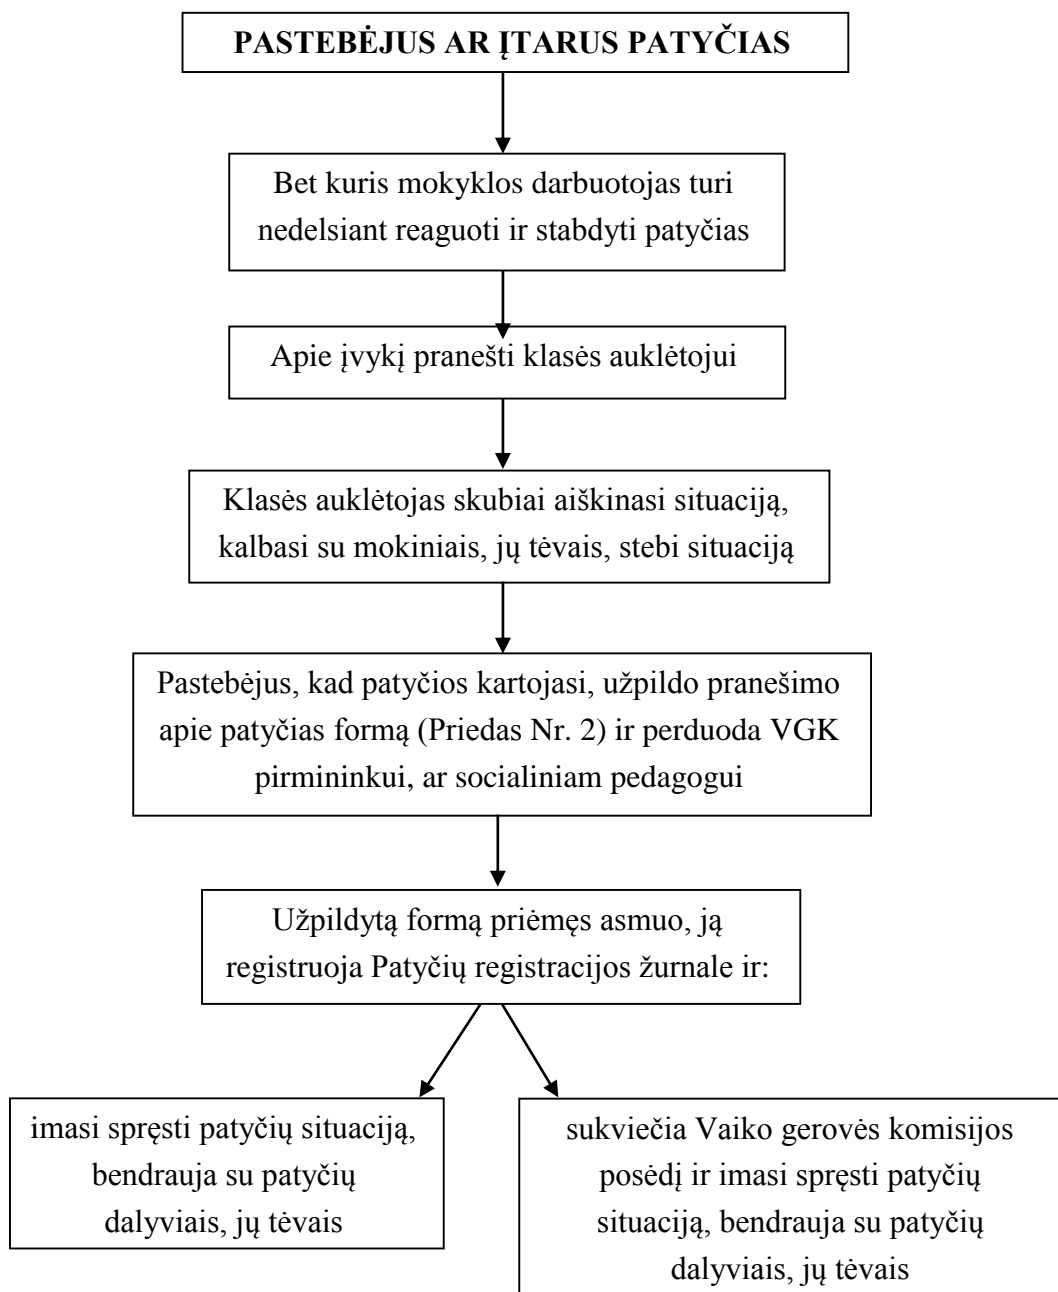 PASTEBĖJUS AR ĮTARUS PATYČIAS
Bet kuris mokyklos darbuotojas turi
nedelsiant reaguoti ir stabdyti patyčias
Apie įvykį pranešti klasės auklėtojui
Klasės auklėtojas skubiai aiškinasi situaciją,
kalbasi su mokiniais, jų tėvais, stebi situaciją
Pastebėjus, kad patyčios kartojasi, užpildo pranešimo
apie patyčias formą (Priedas Nr. 2) ir perduoda VGK
pirmininkui, ar socialiniam pedagogui
Užpildytą formą priėmęs asmuo, ją
registruoja Patyčių registracijos žurnale ir:
imasi spręsti patyčių situaciją,
bendrauja su patyčių
dalyviais, jų tėvais
sukviečia Vaiko gerovės komisijos
posėdį ir imasi spręsti patyčių
situaciją, bendrauja su patyčių
dalyviais, jų tėvais